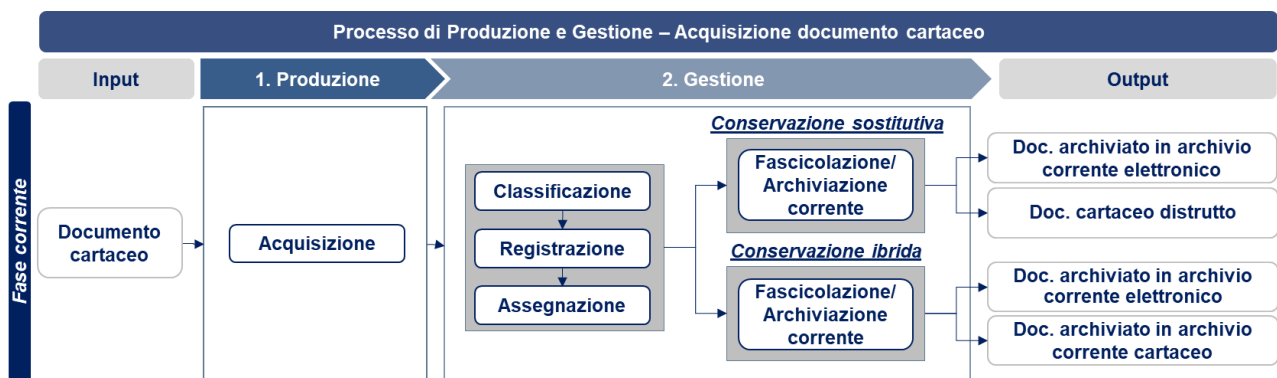 Processo di Produzione e Gestione – Acquisizione documento cartaceo
Input
1. Produzione
2. Gestione
Output
Fase corrente
Documento
cartaceo
Acquisizione
Classificazione
Registrazione
Assegnazione
Conservazione sostitutiva
Fascicolazione/
Archiviazione
corrente
Conservazione ibrida
Fascicolazione/
Archiviazione
corrente
Doc. archiviato in archivio
corrente elettronico
Doc. cartaceo distrutto
Doc. archiviato in archivio
corrente elettronico
Doc. archiviato in archivio
corrente cartaceo